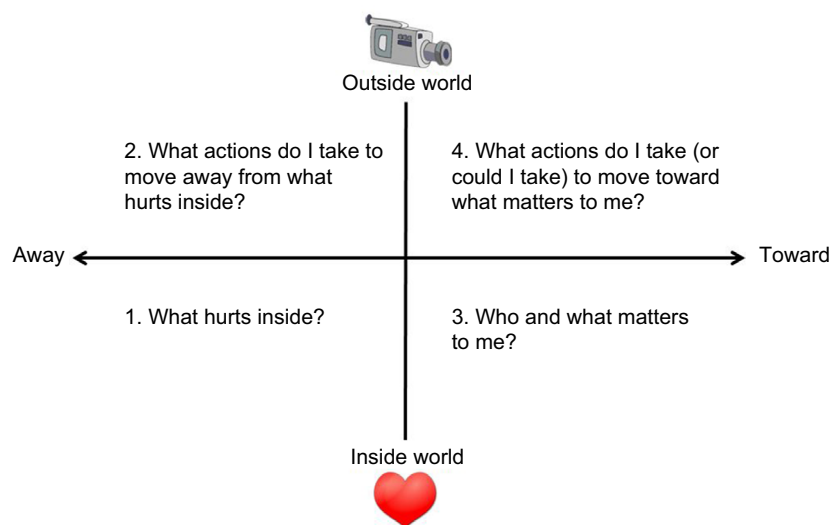 Outside world
2. What actions do I take to
move away from what
hurts inside?
4. What actions do I take (or
could I take) to move toward
what matters to me?
Away
Toward
1. What hurts inside?
3. Who and what matters
to me?
Inside world